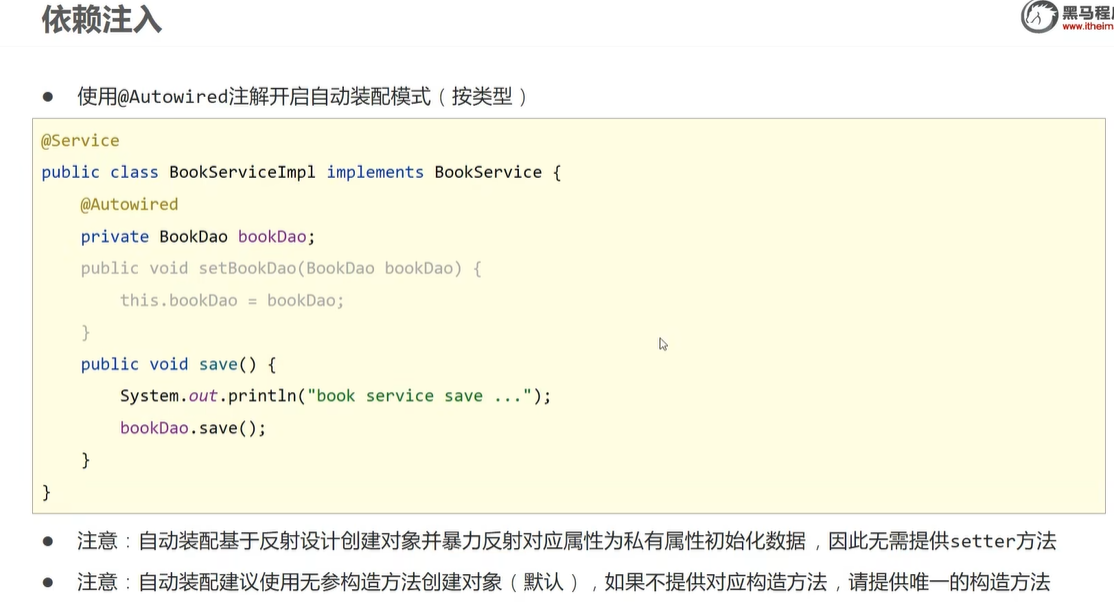 依赖注入
黑马程
www.itheim
● 使用@Autowired注解开启自动装配模式（按类型）
@Service
public class BookServiceImpl implements BookService {
    @Autowired
    private BookDao bookDao;
    public void setBookDao(BookDao bookDao) {
        this.bookDao = bookDao;
    }
    public void save() {
        System.out.println("book service save ...");
        bookDao.save();
    }
}
● 注意：自动装配基于反射设计创建对象并暴力反射对应属性为私有属性初始化数据，因此无需提供setter方法
● 注意：自动装配建议使用无参构造方法创建对象（默认），如果不提供对应构造方法，请提供唯一的构造方法